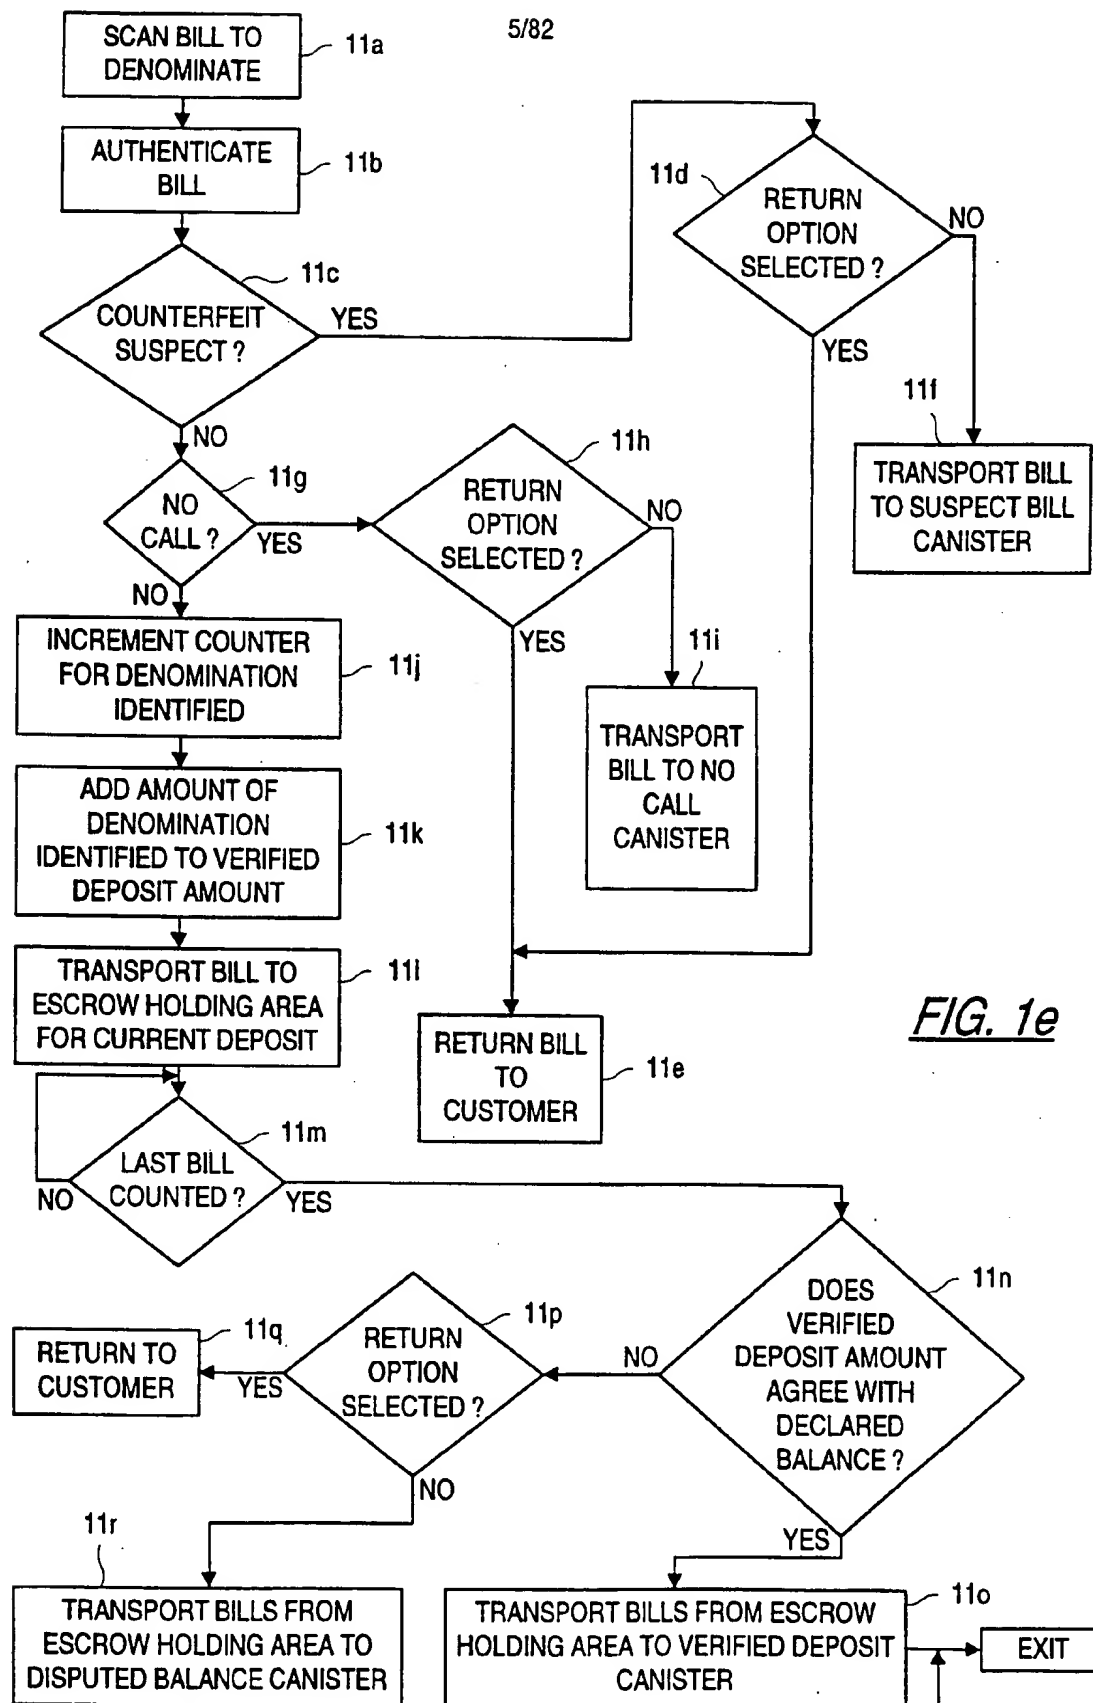 5/82
SCAN BILL TO
DENOMINATE
11a
AUTHENTICATE
BILL
11b
COUNTERFEIT
SUSPECT ?
11c
YES
NO
RETURN
OPTION
SELECTED ?
11d
NO
YES
11f
TRANSPORT BILL
TO SUSPECT BILL
CANISTER
NO
CALL ?
11g
YES
NO
RETURN
OPTION
SELECTED ?
11h
NO
YES
11i
TRANSPORT
BILL TO NO
CALL
CANISTER
INCREMENT COUNTER
FOR DENOMINATION
IDENTIFIED
11j
ADD AMOUNT OF
DENOMINATION
IDENTIFIED TO VERIFIED
DEPOSIT AMOUNT
11k
TRANSPORT BILL TO
ESCROW HOLDING AREA
FOR CURRENT DEPOSIT
11l
RETURN BILL
TO
CUSTOMER
11e
FIG. 1e
LAST BILL
COUNTED ?
11m
NO
YES
DOES
VERIFIED
DEPOSIT AMOUNT
AGREE WITH
DECLARED
BALANCE ?
11n
NO
YES
RETURN
OPTION
SELECTED ?
11p
YES
NO
RETURN TO
CUSTOMER
11q
11r
TRANSPORT BILLS FROM
ESCROW HOLDING AREA TO
DISPUTED BALANCE CANISTER
TRANSPORT BILLS FROM ESCROW
HOLDING AREA TO VERIFIED DEPOSIT
CANISTER
11o
EXIT